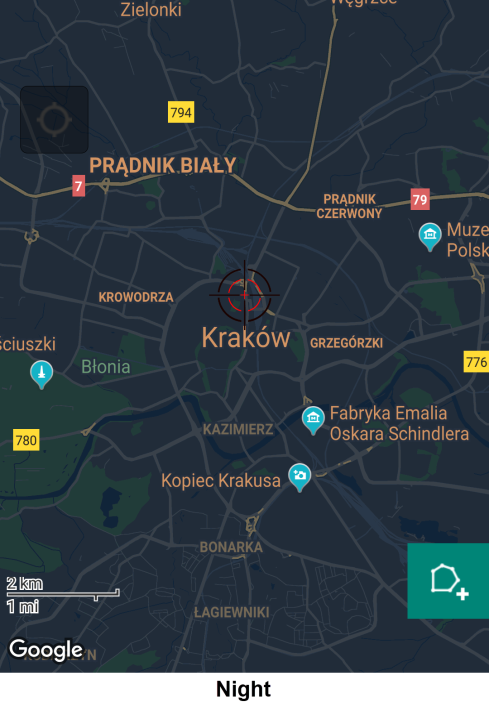 Zielonki
Węgrzce
794
PRĄDNIK BIAŁY
7
PRĄDNIK
CZERWONY
79
Muze
Polsk
KROWODRZA
Kraków
GRZEGÓRZKI
ściuszki
Błonia
776
780
KAZIMIERZ
Fabryka Emalia
Oskara Schindlera
Kopiec Krakusa
BONARKA
2 km
1 mi
ŁAGIEWNIKI
Google
Night